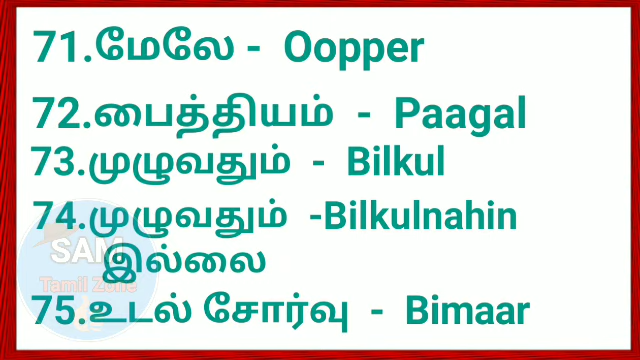 71.மேலே - Oopper
72.பைத்தியம் - Paagal
73.முழுவதும் - Bilkul
74.முழுவதும் -Bilkulnahin
இல்லை
SAM
Tamil Zone
75.உடல் சோர்வு - Bimaar